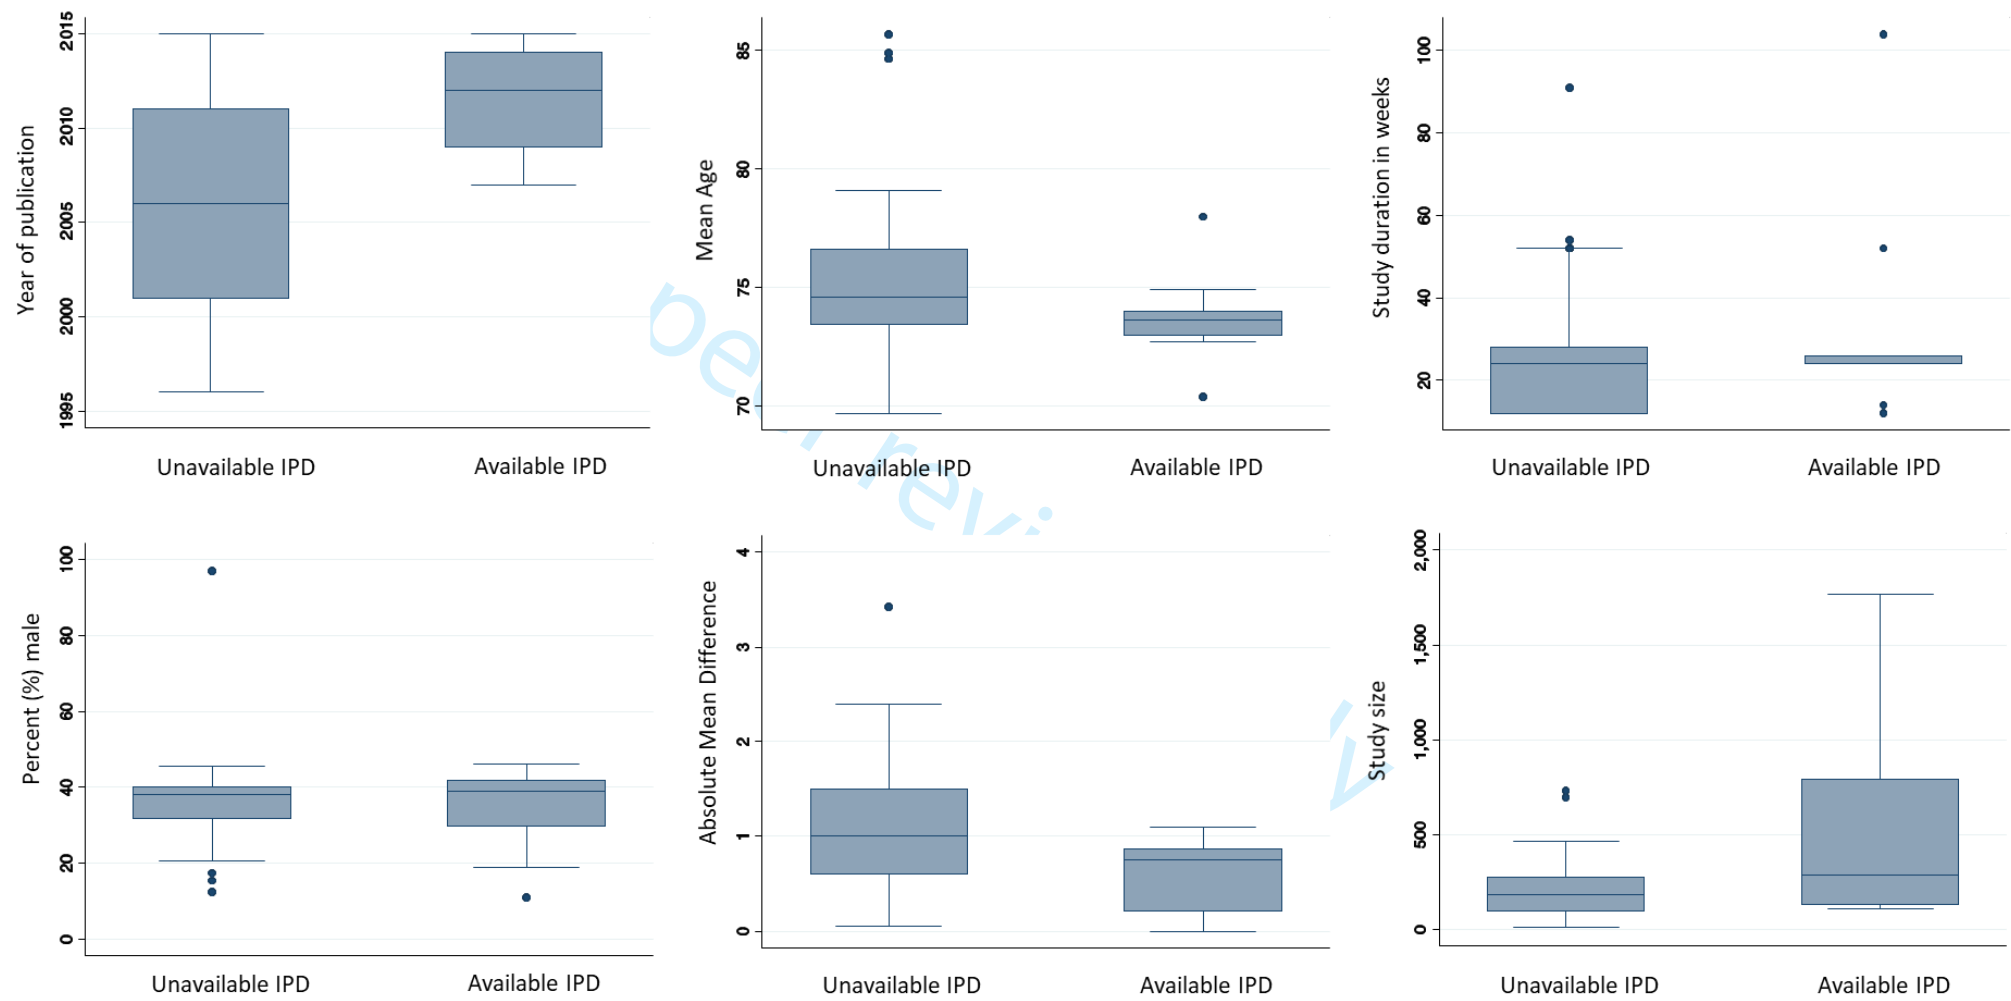 Year of publication
2015
2010
2005
2000
1995
Unavailable IPD
Available IPD
Mean Age
85
80
75
70
Unavailable IPD
Available IPD
Study duration in weeks
100
80
60
40
20
Unavailable IPD
Available IPD
Percent (%) male
100
80
60
40
20
0
Unavailable IPD
Available IPD
Absolute Mean Difference
4
3
2
1
0
Unavailable IPD
Available IPD
Study size
2,000
1,500
1,000
500
0
Unavailable IPD
Available IPD